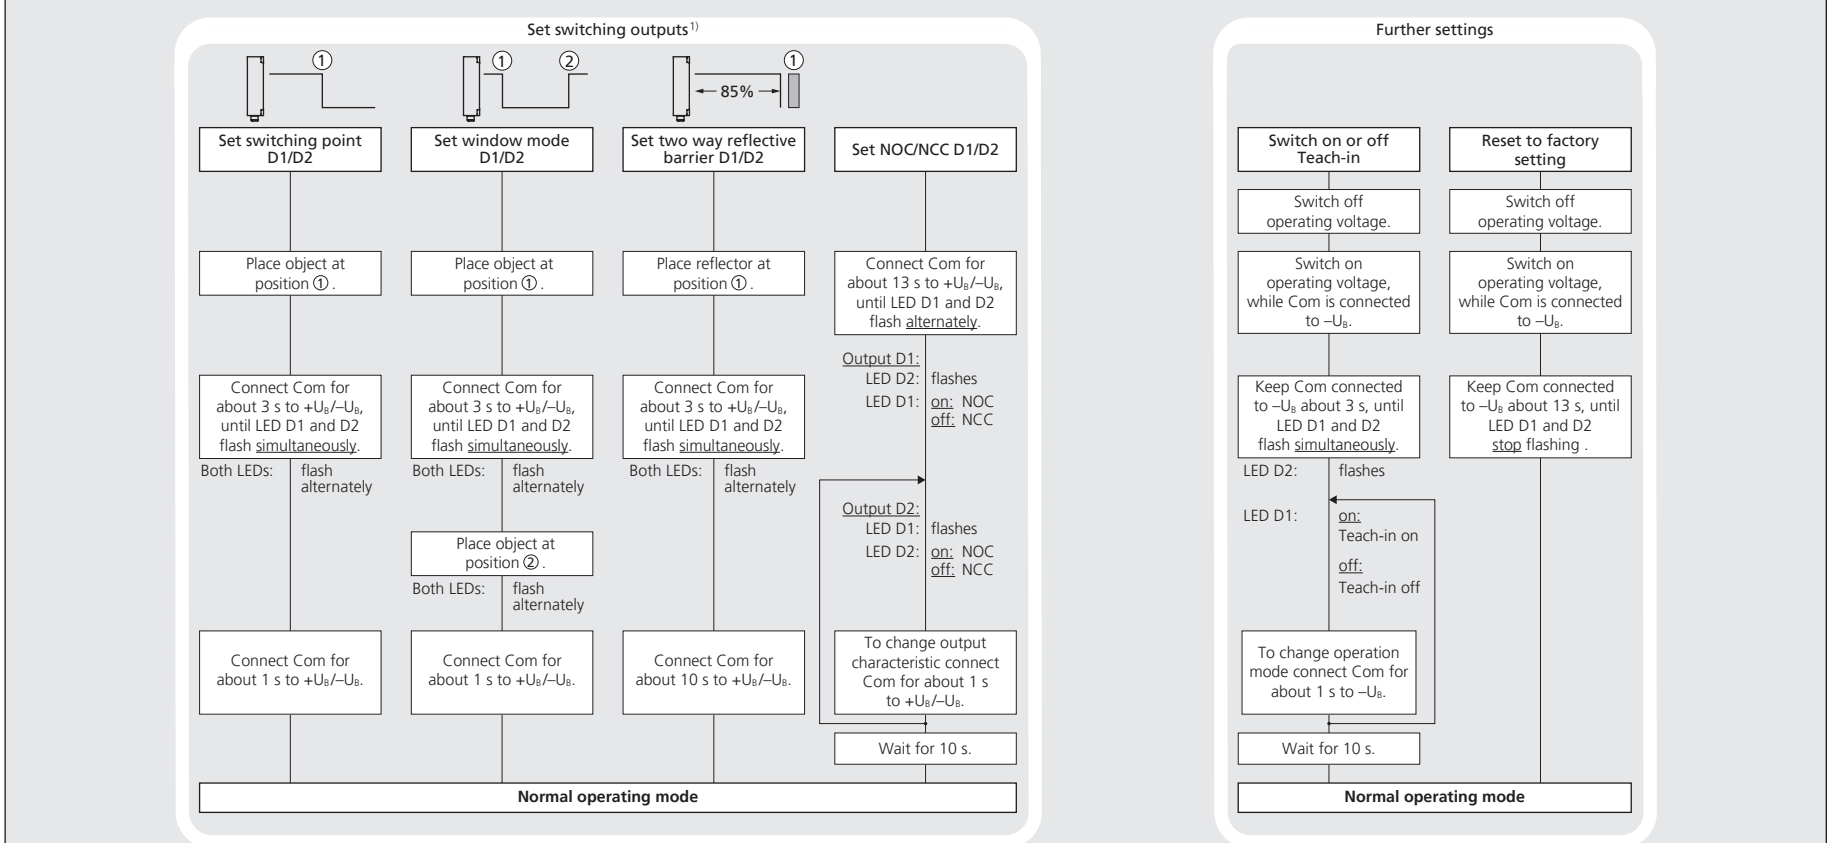 Set switching outputs1)
1
1
2
1
85%
Set switching point
D1/D2
Place object at
position 1 .
Connect Com for
about 3 s to +UB/–UB,
until LED D1 and D2
flash simultaneously.
Both LEDs: flash
alternately
Connect Com for
about 1 s to +UB/–UB.
Set window mode
D1/D2
Place object at
position 1 .
Connect Com for
about 3 s to +UB/–UB,
until LED D1 and D2
flash simultaneously.
Both LEDs: flash
alternately
Place object at
position 2 .
Both LEDs: flash
alternately
Connect Com for
about 1 s to +UB/–UB.
Set two way reflective
barrier D1/D2
Place reflector at
position 1 .
Connect Com for
about 3 s to +UB/–UB,
until LED D1 and D2
flash simultaneously.
Both LEDs: flash
alternately
Connect Com for
about 10 s to +UB/–UB.
Set NOC/NCC D1/D2
Connect Com for
about 13 s to +UB/–UB,
until LED D1 and D2
flash alternately.
Output D1:
LED D2: flashes
LED D1: on: NOC
off: NCC
Output D2:
LED D1: flashes
LED D2: on: NOC
off: NCC
To change output
characteristic connect
Com for about 1 s
to +UB/–UB.
Wait for 10 s.
Normal operating mode
Further settings
Switch on or off
Teach-in
Switch off
operating voltage.
Switch on
operating voltage,
while Com is connected
to –UB.
Keep Com connected
to –UB about 3 s, until
LED D1 and D2
flash simultaneously.
LED D2: flashes
LED D1: on:
Teach-in on
off:
Teach-in off
To change operation
mode connect Com for
about 1 s to –UB.
Wait for 10 s.
Reset to factory
setting
Switch off
operating voltage.
Switch on
operating voltage,
while Com is connected
to –UB.
Keep Com connected
to –UB about 13 s, until
LED D1 and D2
stop flashing .
Normal operating mode